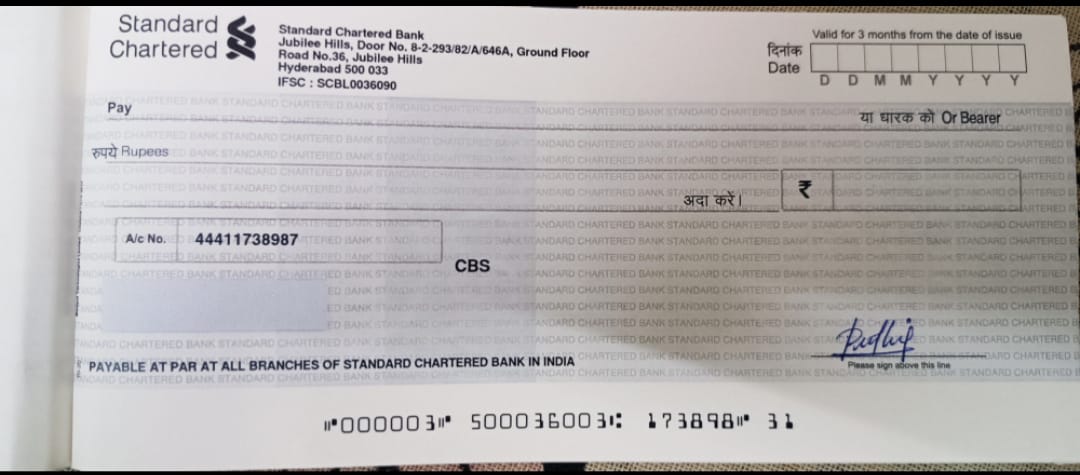 Standard
Chartered
Standard Chartered Bank
Jubilee Hills, Door No. 8-2-293/82/A/646A, Ground Floor
Road No.36, Jubilee Hills
Hyderabad 500 033
IFSC : SCBL0036090
Valid for 3 months from the date of issue
दिनांक
Date
D D M M Y Y Y Y
Pay
या धारक को Or Bearer
रुपये Rupees
अदा करें।
₹
A/c No. 44411738987
CBS
PAYABLE AT PAR AT ALL BRANCHES OF STANDARD CHARTERED BANK IN INDIA
Please sign above this line
⑈000003⑈ 500036003⑆ 173898⑈ 31